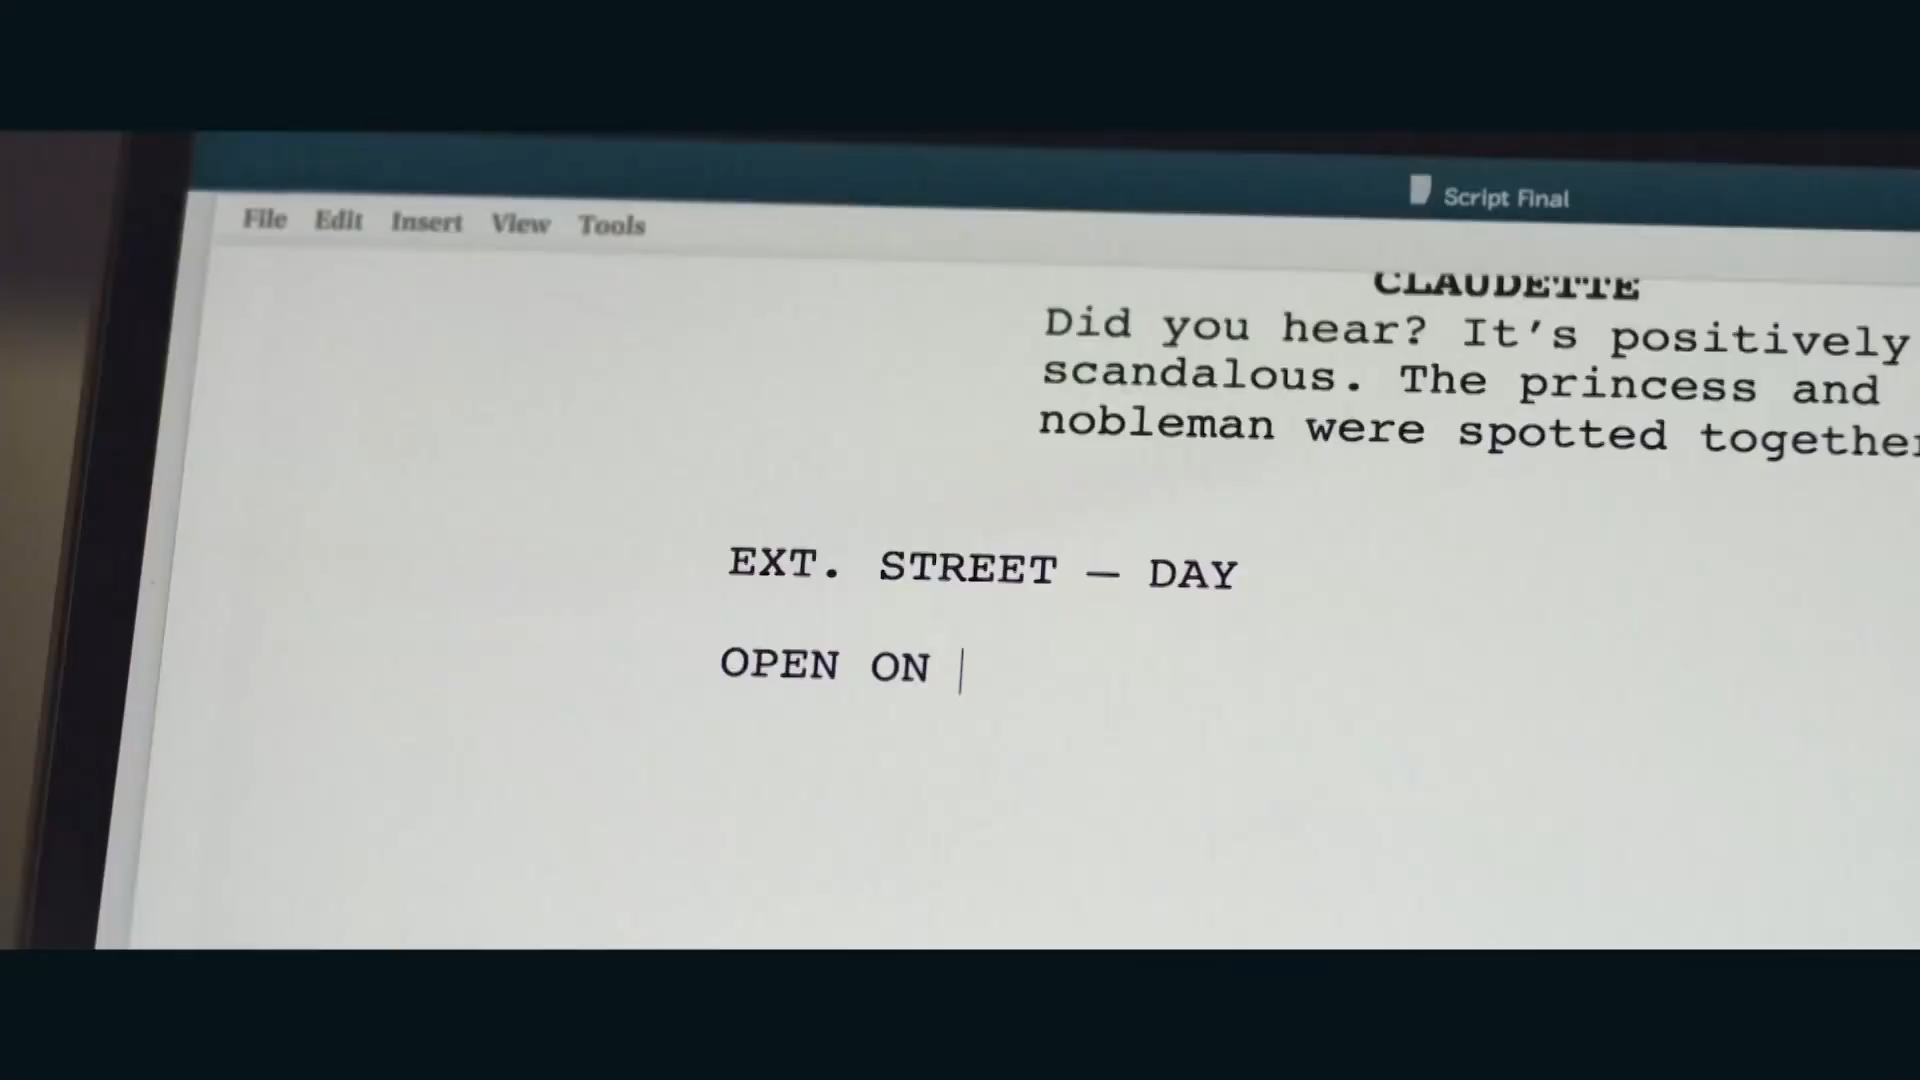 Script Final
File Edit Insert View Tools
CLAUDETTE
Did you hear? It's positively
scandalous. The princess and
nobleman were spotted together
EXT. STREET — DAY
OPEN ON